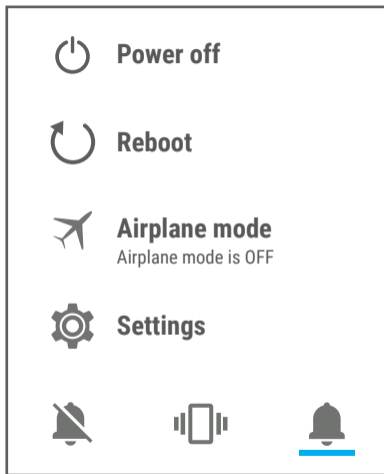 Power off
Reboot
Airplane mode
Airplane mode is OFF
Settings